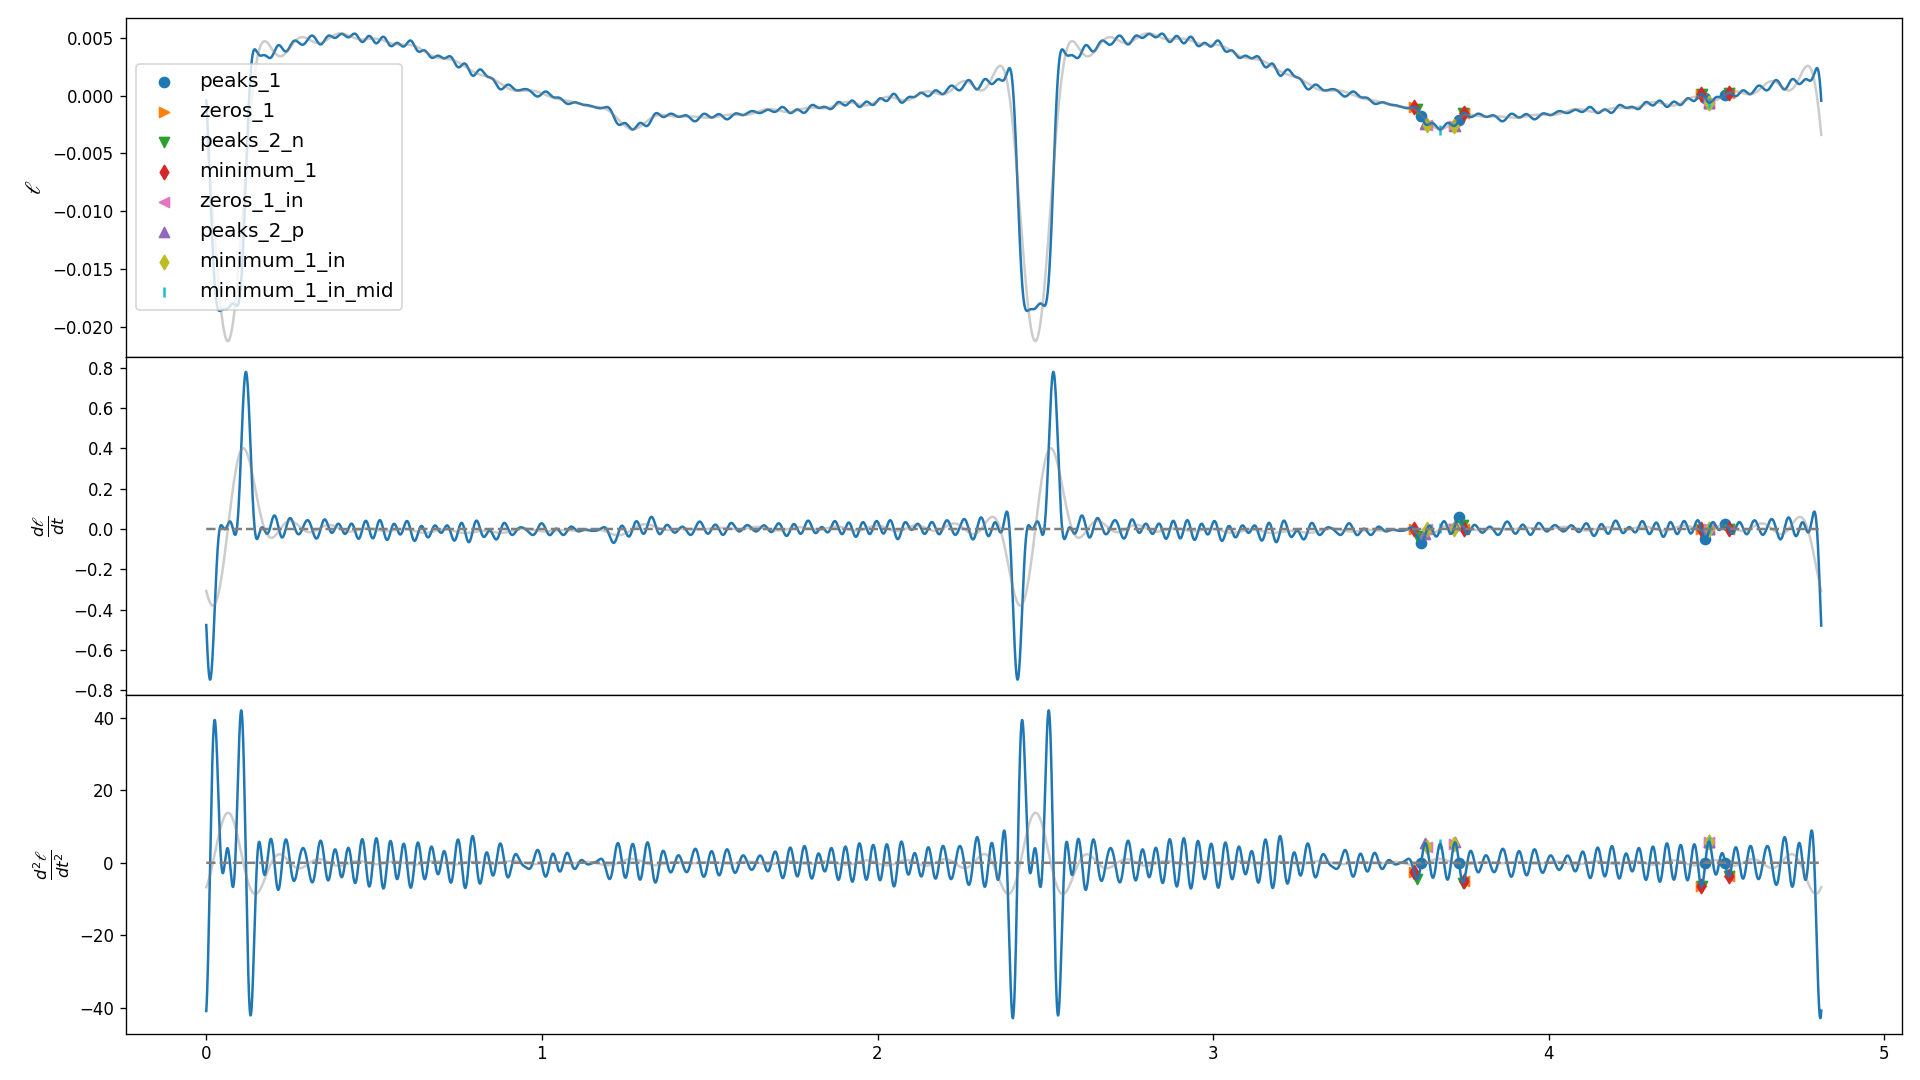 0.005
0.000
−0.005
−0.010
−0.015
−0.020
ℓ
peaks_1
zeros_1
peaks_2_n
minimum_1
zeros_1_in
peaks_2_p
minimum_1_in
minimum_1_in_mid
0.8
0.6
0.4
0.2
0.0
−0.2
−0.4
−0.6
−0.8
dℓ
dt
40
20
0
−20
−40
d²ℓ
dt²
0 1 2 3 4 5